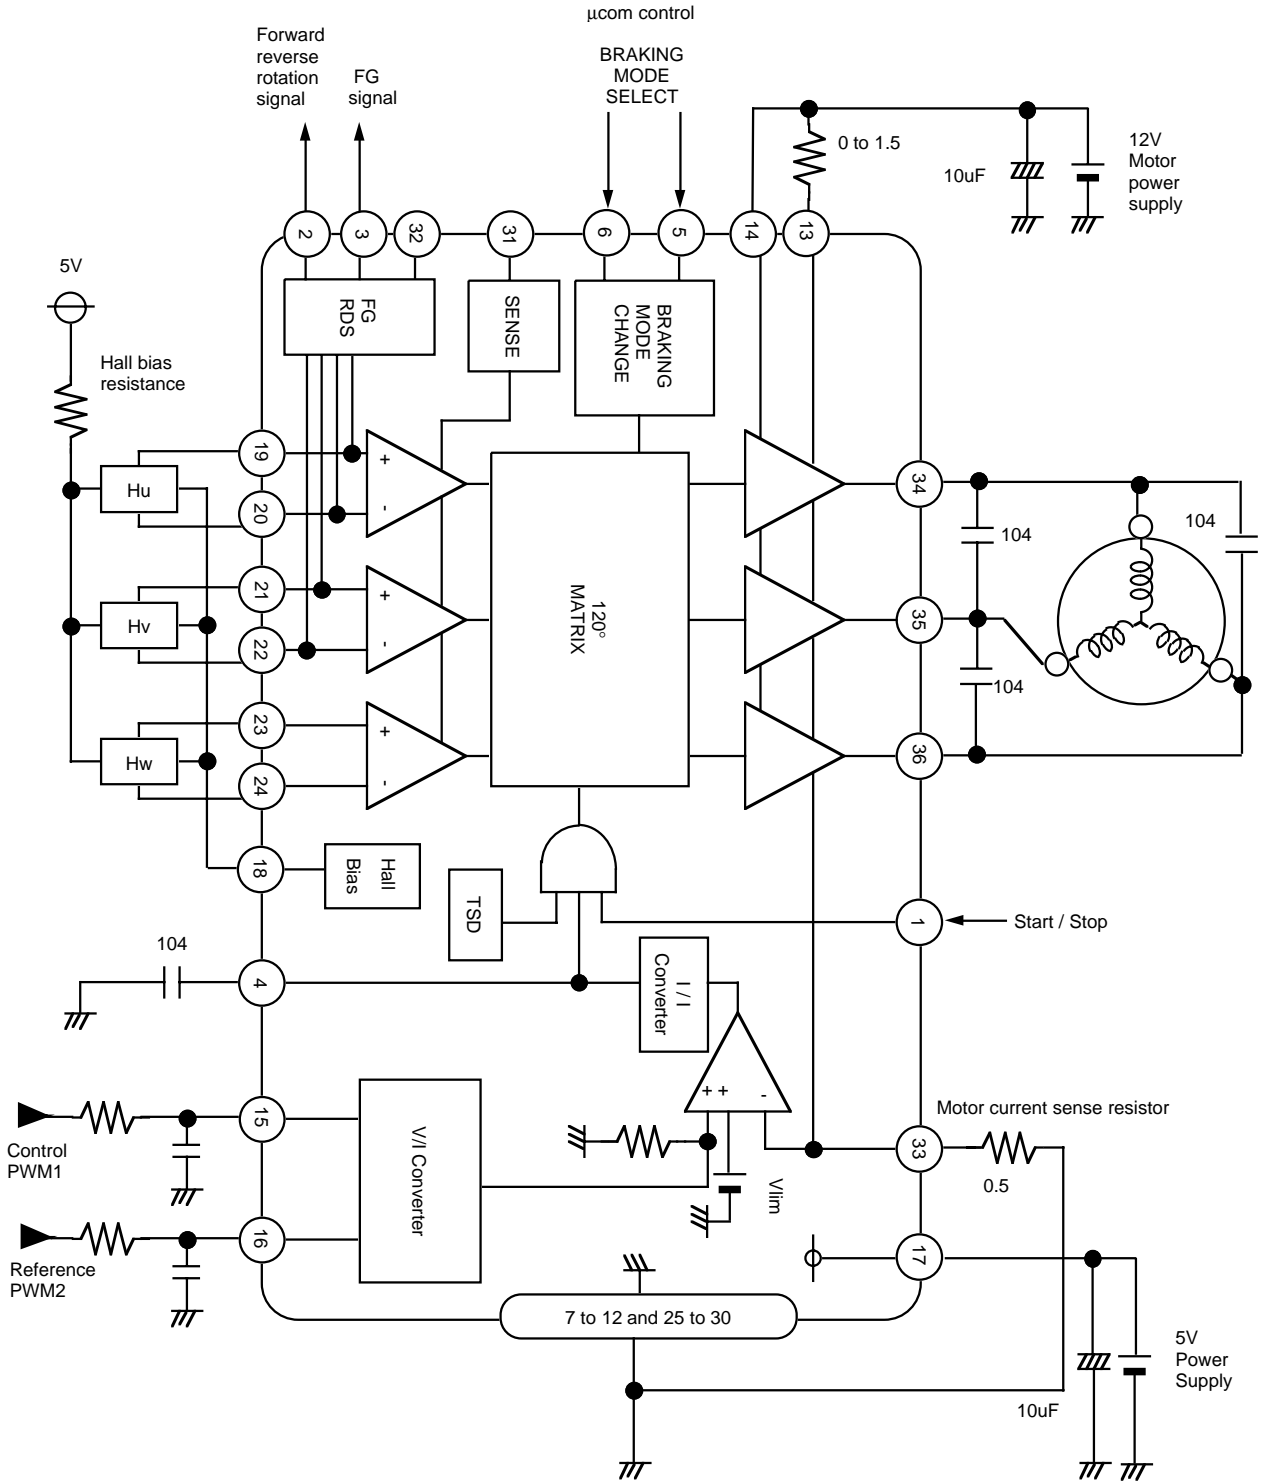 µcom control
Forward
reverse
rotation
signal
FG
signal
BRAKING
MODE
SELECT
0 to 1.5
10uF
12V
Motor
power
supply
2
3
32
31
6
5
14
13
5V
FG
RDS
SENSE
BRAKING
MODE
CHANGE
Hall bias
resistance
19
+
Hu
-
20
34
104
104
21
+
Hv
-
22
120°
MATRIX
35
104
23
+
Hw
-
24
36
18
Hall
Bias
TSD
1
Start / Stop
104
4
I / I
Converter
+ +
-
15
Control
PWM1
V/I Converter
Motor current sense resistor
33
0.5
Vlim
16
Reference
PWM2
17
7 to 12 and 25 to 30
5V
Power
Supply
10uF